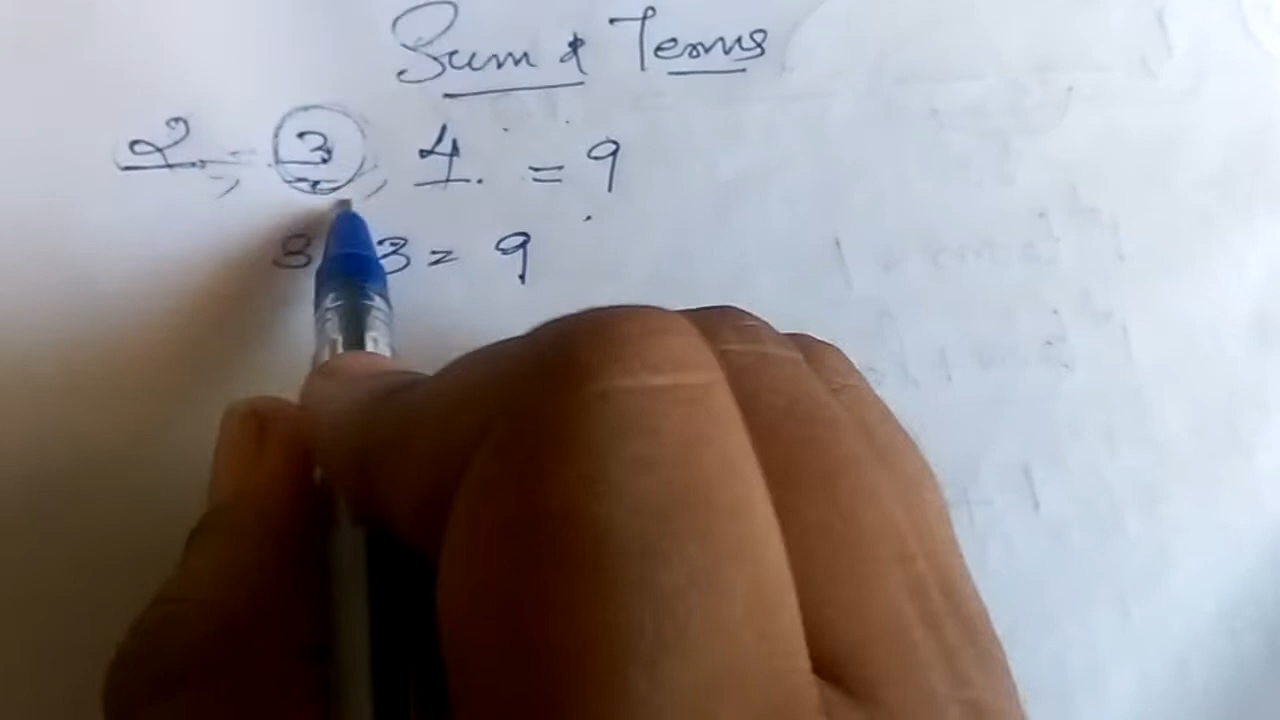 Sum & Terms
2, 3, 4. = 9
3 3 = 9